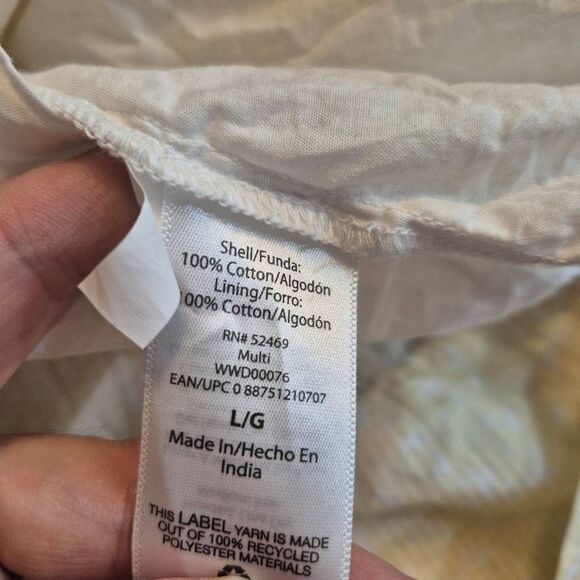 Shell/Funda:
100% Cotton/Algodón
Lining/Forro:
100% Cotton/Algodón
RN# 52469
Multi
WWD00076
EAN/UPC 0 88751210707
L/G
Made In/Hecho En
India
THIS LABEL YARN IS MADE
OUT OF 100% RECYCLED
POLYESTER MATERIALS